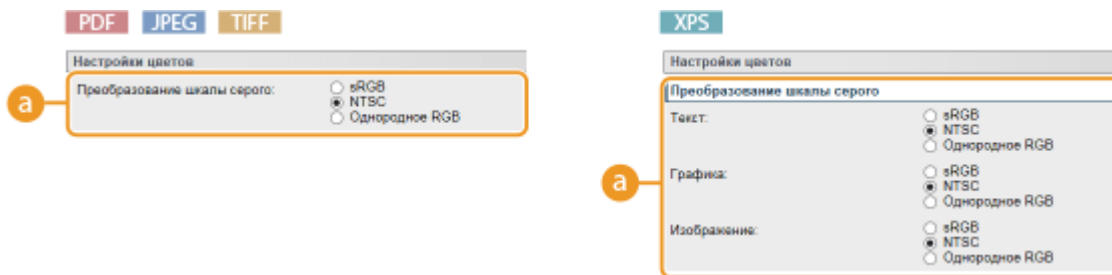 PDF JPEG TIFF
Настройки цветов
a
Преобразование шкалы серого:
sRGB
NTSC
Однородное RGB
XPS
Настройки цветов
a
Преобразование шкалы серого
Текст:
sRGB
NTSC
Однородное RGB
Графика:
sRGB
NTSC
Однородное RGB
Изображение:
sRGB
NTSC
Однородное RGB